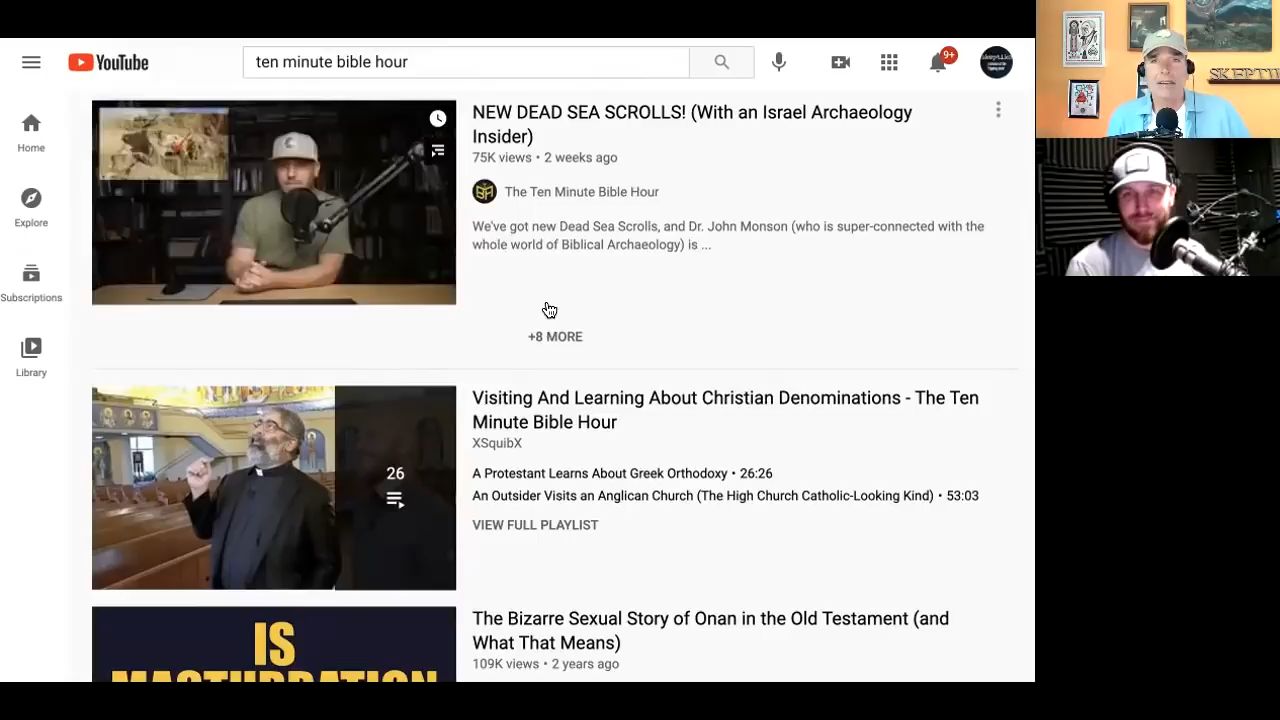 YouTube
ten minute bible hour
9+
SKEPTI
NEW DEAD SEA SCROLLS! (With an Israel Archaeology
Insider)
75K views • 2 weeks ago
The Ten Minute Bible Hour
We've got new Dead Sea Scrolls, and Dr. John Monson (who is super-connected with the
whole world of Biblical Archaeology) is ...
+8 MORE
Home
Explore
Subscriptions
Library
26
Visiting And Learning About Christian Denominations - The Ten
Minute Bible Hour
XSquibX
A Protestant Learns About Greek Orthodoxy • 26:26
An Outsider Visits an Anglican Church (The High Church Catholic-Looking Kind) • 53:03
VIEW FULL PLAYLIST
IS
MASTURBATION
The Bizarre Sexual Story of Onan in the Old Testament (and
What That Means)
109K views • 2 years ago